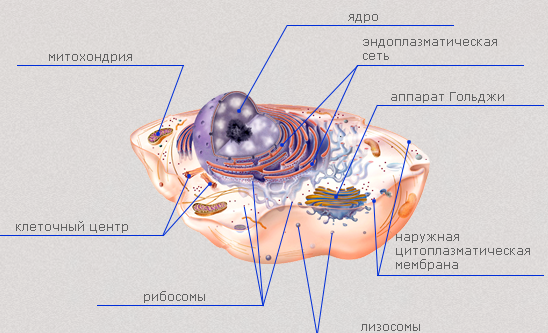 ядро
эндоплазматическая
сеть
митохондрия
аппарат Гольджи
клеточный центр
наружная
цитоплазматическая
мембрана
рибосомы
лизосомы